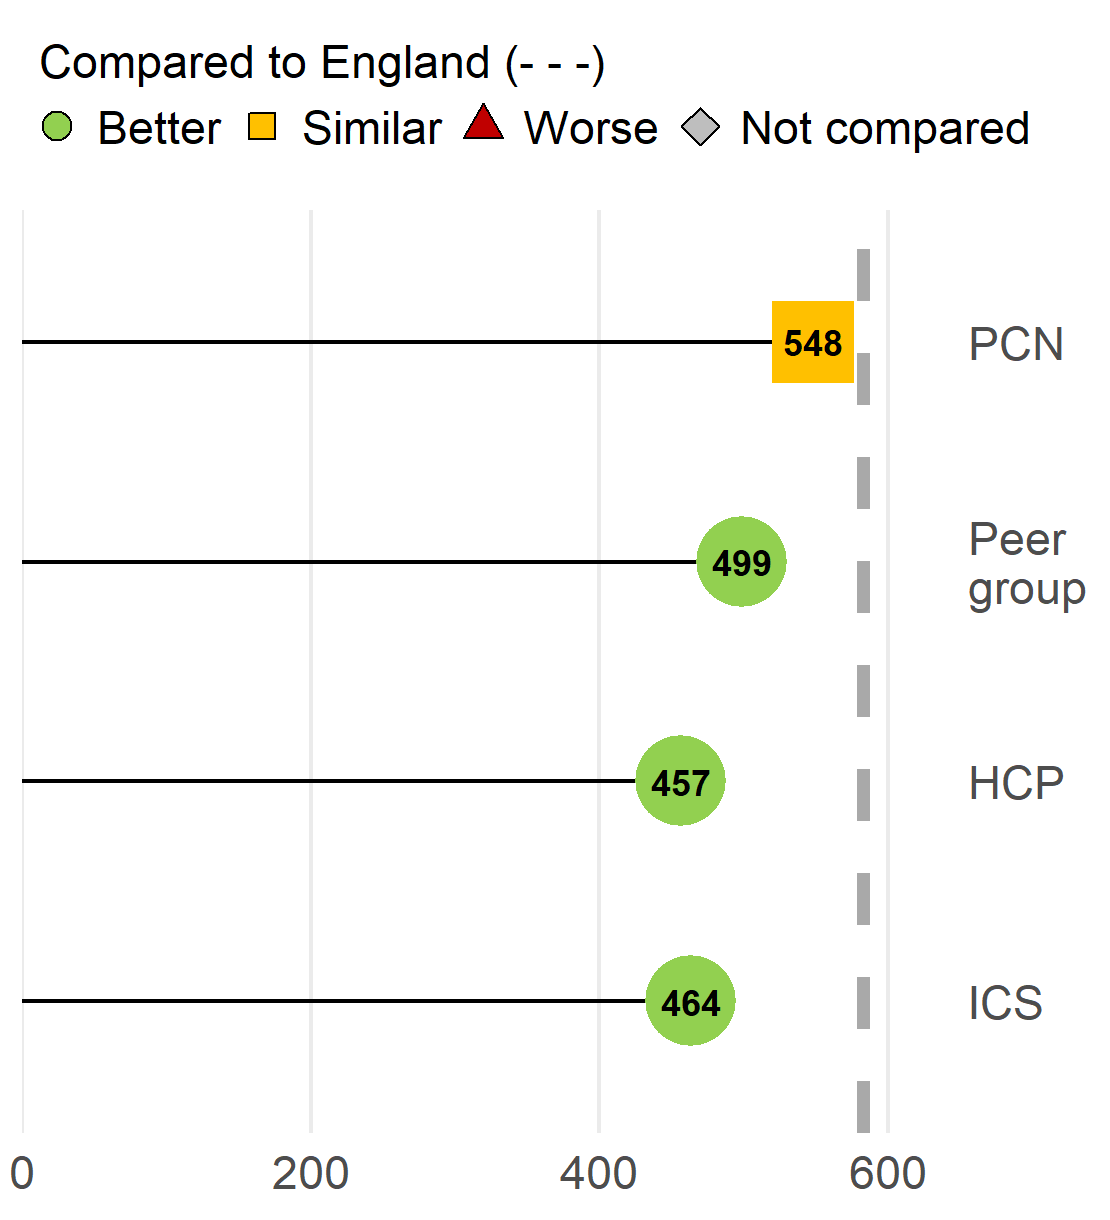 Compared to England (- - -)
Better Similar Worse Not compared
548 PCN
Peer
499
group
457 HCP
464 ICS
0 200 400 600